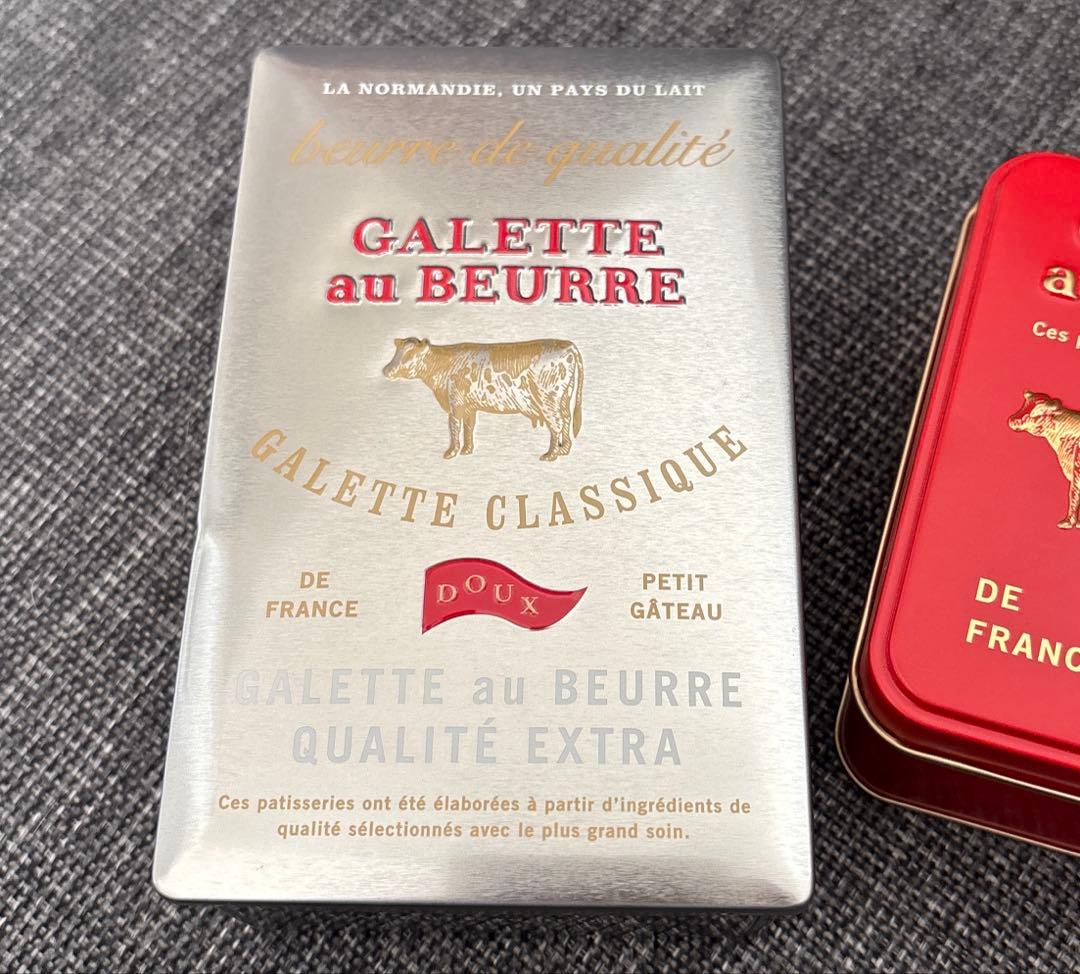 LA NORMANDIE, UN PAYS DU LAIT
beurre de qualité
GALETTE
au BEURRE
GALETTE CLASSIQUE
DE
FRANCE
DOUX
PETIT
GÂTEAU
GALETTE au BEURRE
QUALITÉ EXTRA
Ces patisseries ont été élaborées à partir d'ingrédients de
qualité sélectionnés avec le plus grand soin.
Ces
DE